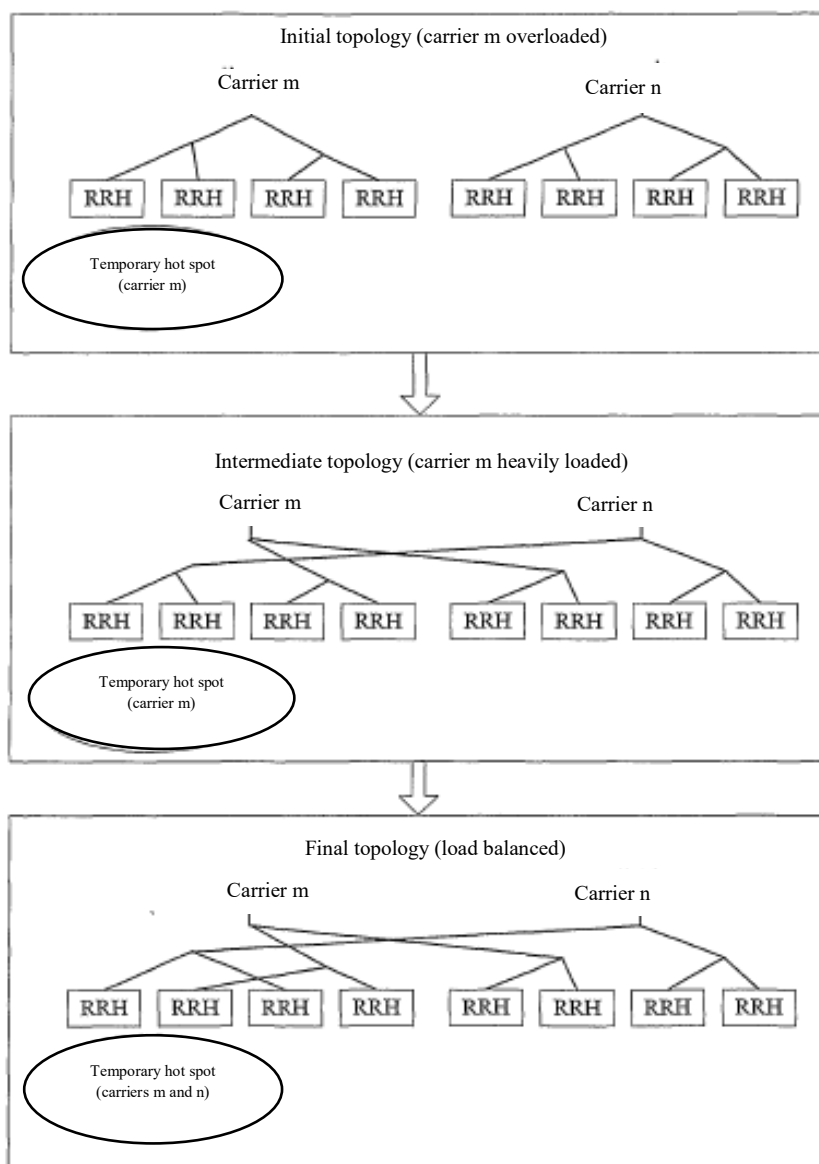 Initial topology (carrier m overloaded)
Carrier m
Carrier n
RRH RRH RRH RRH RRH RRH RRH RRH
Temporary hot spot
(carrier m)
Intermediate topology (carrier m heavily loaded)
Carrier m
Carrier n
RRH RRH RRH RRH RRH RRH RRH RRH
Temporary hot spot
(carrier m)
Final topology (load balanced)
Carrier m
Carrier n
RRH RRH RRH RRH RRH RRH RRH RRH
Temporary hot spot
(carriers m and n)